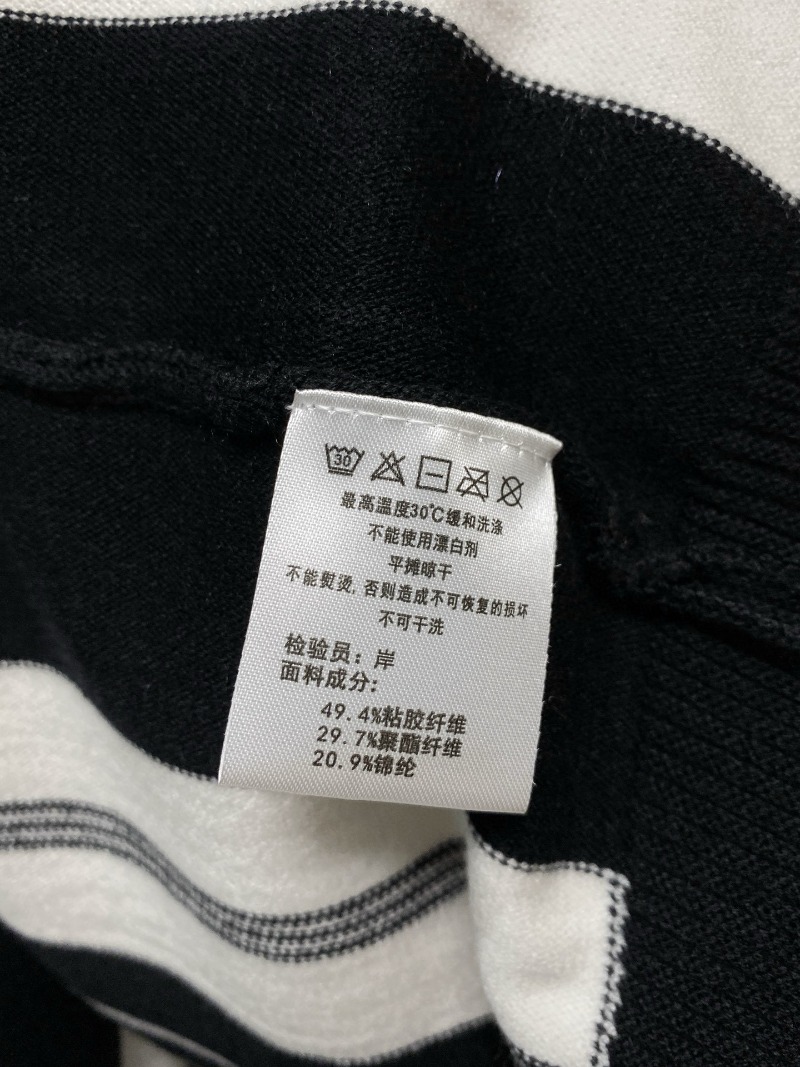 30
最高温度30℃缓和洗涤
不能使用漂白剂
平摊晾干
不能熨烫,否则造成不可恢复的损坏
不可干洗
检验员:岸
面料成分:
49.4%粘胶纤维
29.7%聚酯纤维
20.9%锦纶